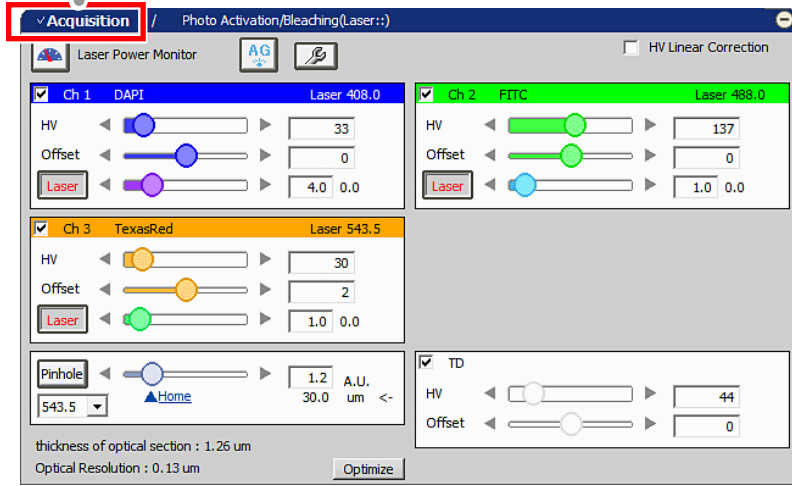 Acquisition / Photo Activation/Bleaching(Laser::)
Laser Power Monitor AG HV Linear Correction
Ch 1 DAPI Laser 408.0
HV 33
Offset 0
Laser 4.0 0.0
Ch 2 FITC Laser 488.0
HV 137
Offset 0
Laser 1.0 0.0
Ch 3 TexasRed Laser 543.5
HV 30
Offset 2
Laser 1.0 0.0
Pinhole 1.2 A.U.
Home 30.0 um <-
543.5
TD
HV 44
Offset 0
thickness of optical section : 1.26 um
Optical Resolution : 0.13 um
Optimize